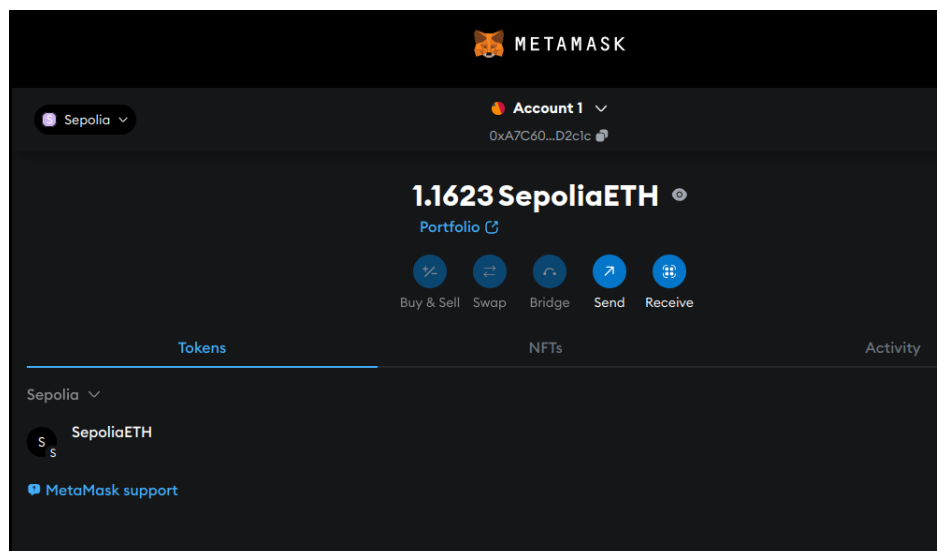 METAMASK
Sepolia
Account 1
0xA7C60...D2c1c
1.1623 SepoliaETH
Portfolio
Buy & Sell Swap Bridge Send Receive
Tokens NFTs Activity
Sepolia
S S SepoliaETH
MetaMask support